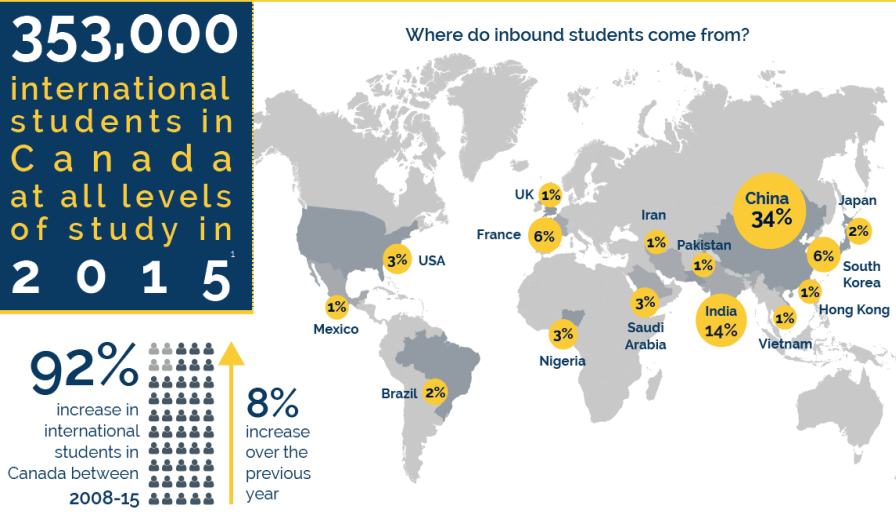 353,000
international
students in
Canada
at all levels
of study in
2015¹
Where do inbound students come from?
UK 1%
France 6%
Iran
1%
Pakistan
1%
China
34%
Japan
2%
6%
South
Korea
3% USA
1%
Mexico
3%
Saudi
Arabia
India
14%
1%
Hong Kong
1%
Vietnam
3%
Nigeria
Brazil 2%
92%
increase in
international
students in
Canada between
2008-15
8%
increase
over the
previous
year